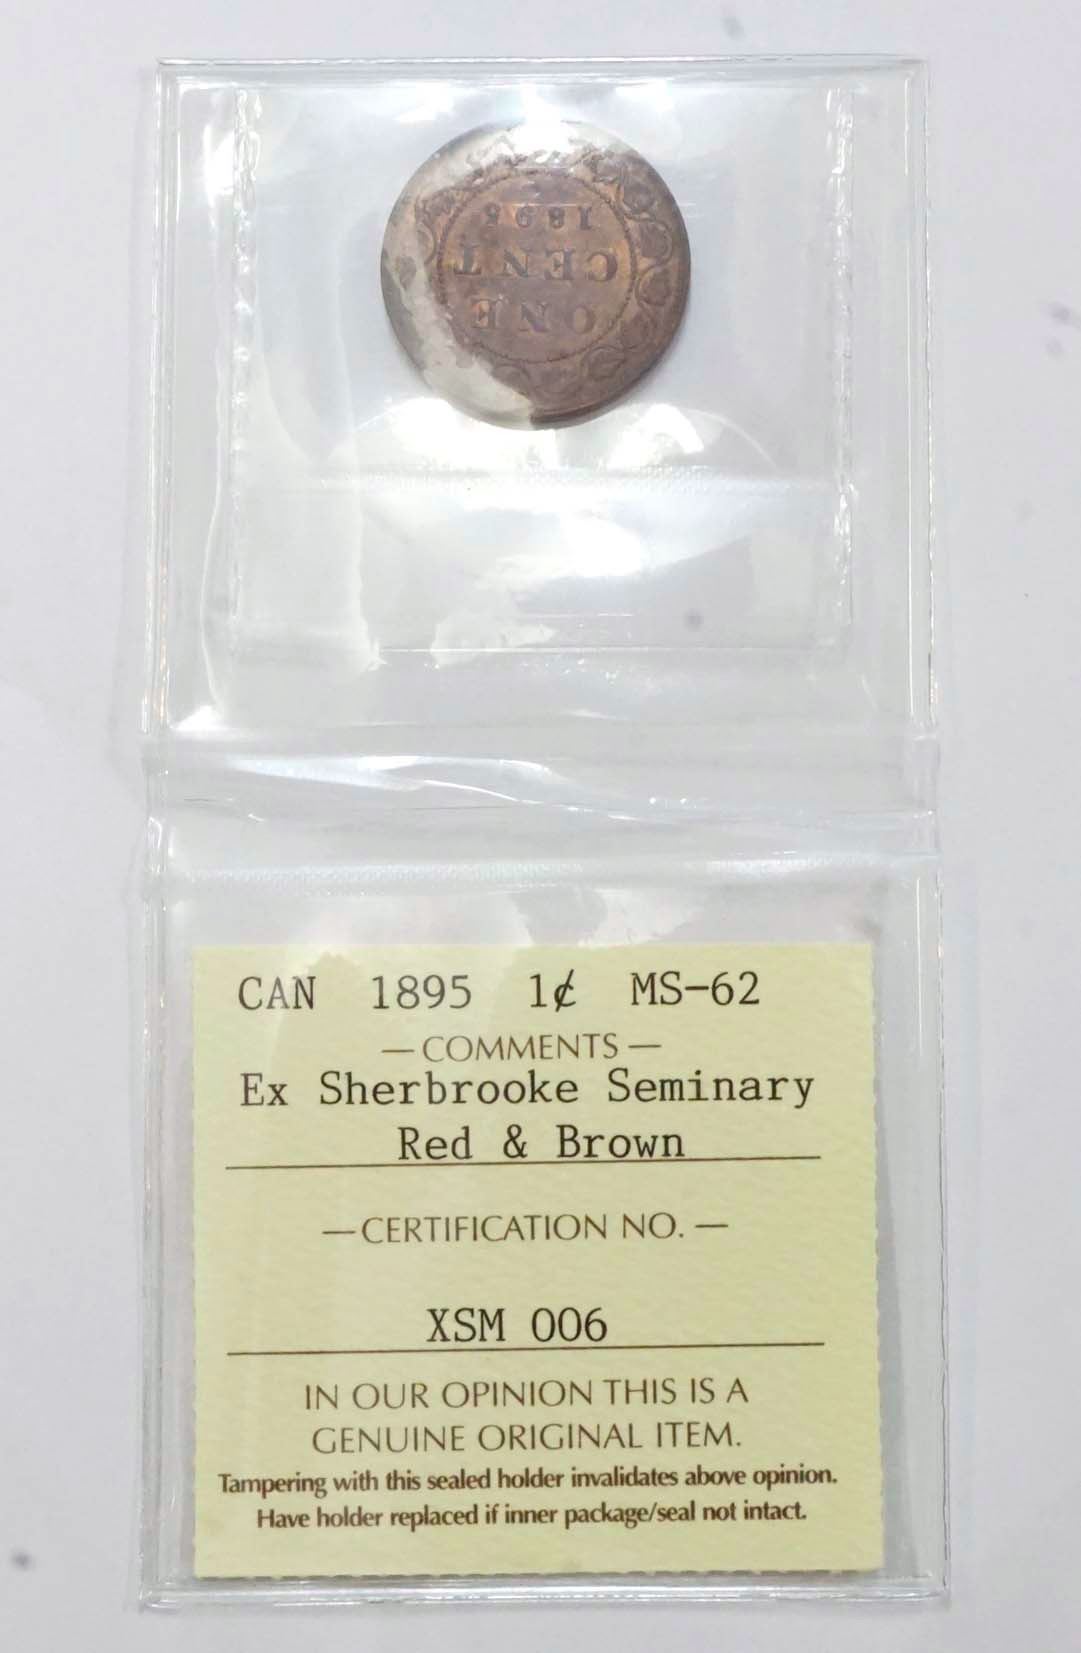 ONE
CENT
1895
CAN 1895 1¢ MS-62
— COMMENTS —
Ex Sherbrooke Seminary
Red & Brown
— CERTIFICATION NO. —
XSM 006
IN OUR OPINION THIS IS A
GENUINE ORIGINAL ITEM.
Tampering with this sealed holder invalidates above opinion.
Have holder replaced if inner package/seal not intact.